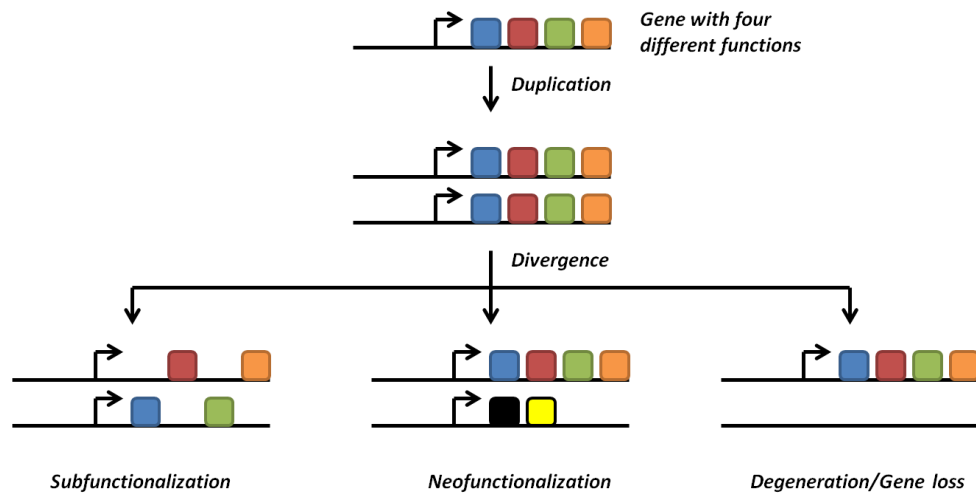 Gene with four
different functions
Duplication
Divergence
Subfunctionalization
Neofunctionalization
Degeneration/Gene loss